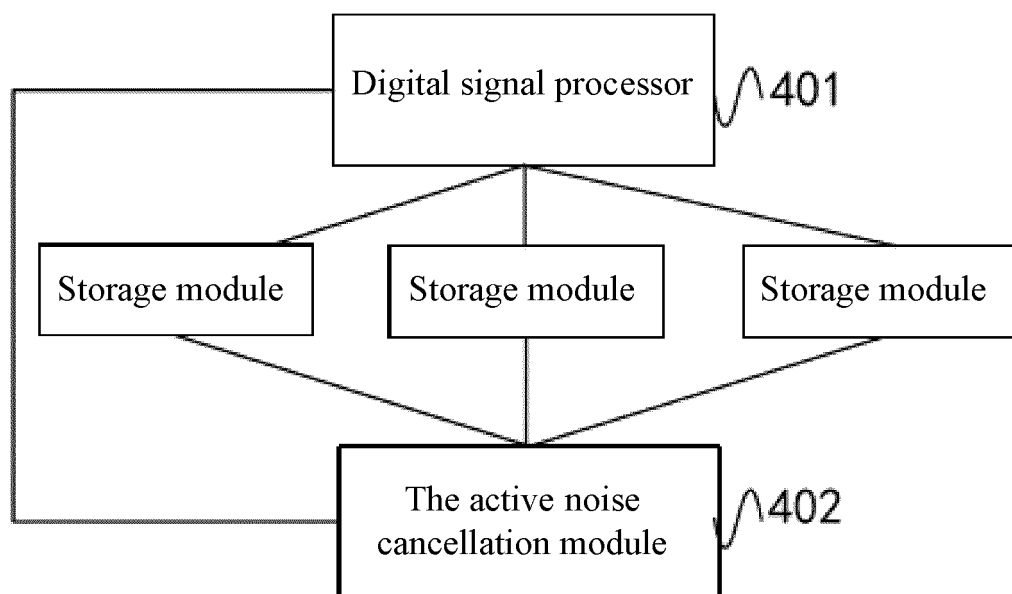 Digital signal processor
401
Storage module
Storage module
Storage module
The active noise
cancellation module
402